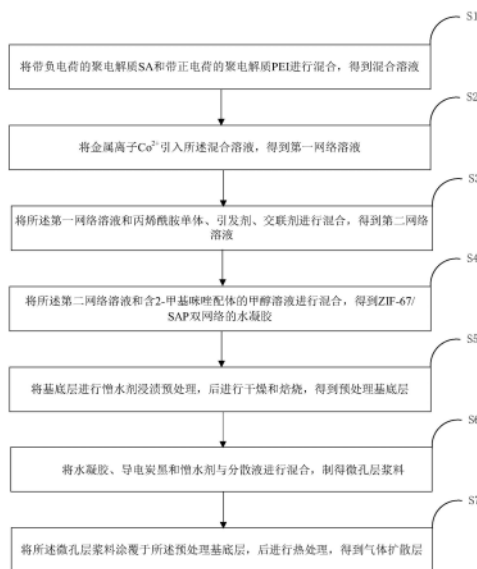 S1
将带负电荷的聚电解质SA和带正电荷的聚电解质PEI进行混合，得到混合溶液
S2
将金属离子Co²⁺引入所述混合溶液，得到第一网络溶液
S3
将所述第一网络溶液和丙烯酰胺单体、引发剂、交联剂进行混合，得到第二网络
溶液
S4
将所述第二网络溶液和含2-甲基咪唑配体的甲醇溶液进行混合，得到ZIF-67/
SAP双网络的水凝胶
S5
将基底层进行憎水剂浸渍预处理，后进行干燥和焙烧，得到预处理基底层
S6
将水凝胶、导电炭黑和憎水剂与分散液进行混合，制得微孔层浆料
S7
将所述微孔层浆料涂覆于所述预处理基底层，后进行热处理，得到气体扩散层